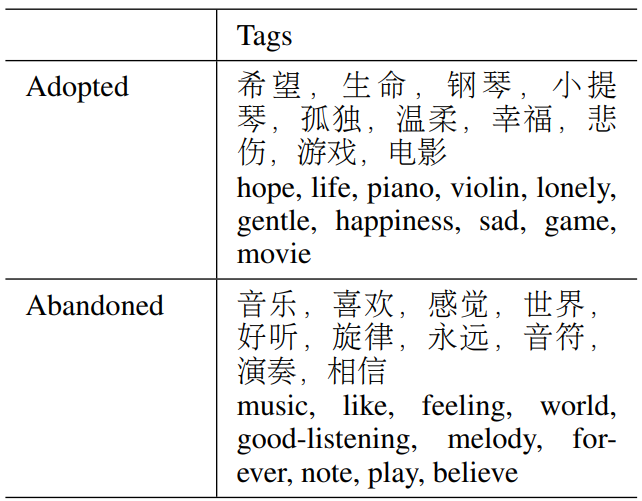 Tags
Adopted
希望，生命，钢琴，小提
琴，孤独，温柔，幸福，悲
伤，游戏，电影
hope, life, piano, violin, lonely,
gentle, happiness, sad, game,
movie
Abandoned
音乐，喜欢，感觉，世界，
好听，旋律，永远，音符，
演奏，相信
music, like, feeling, world,
good-listening, melody, for-
ever, note, play, believe